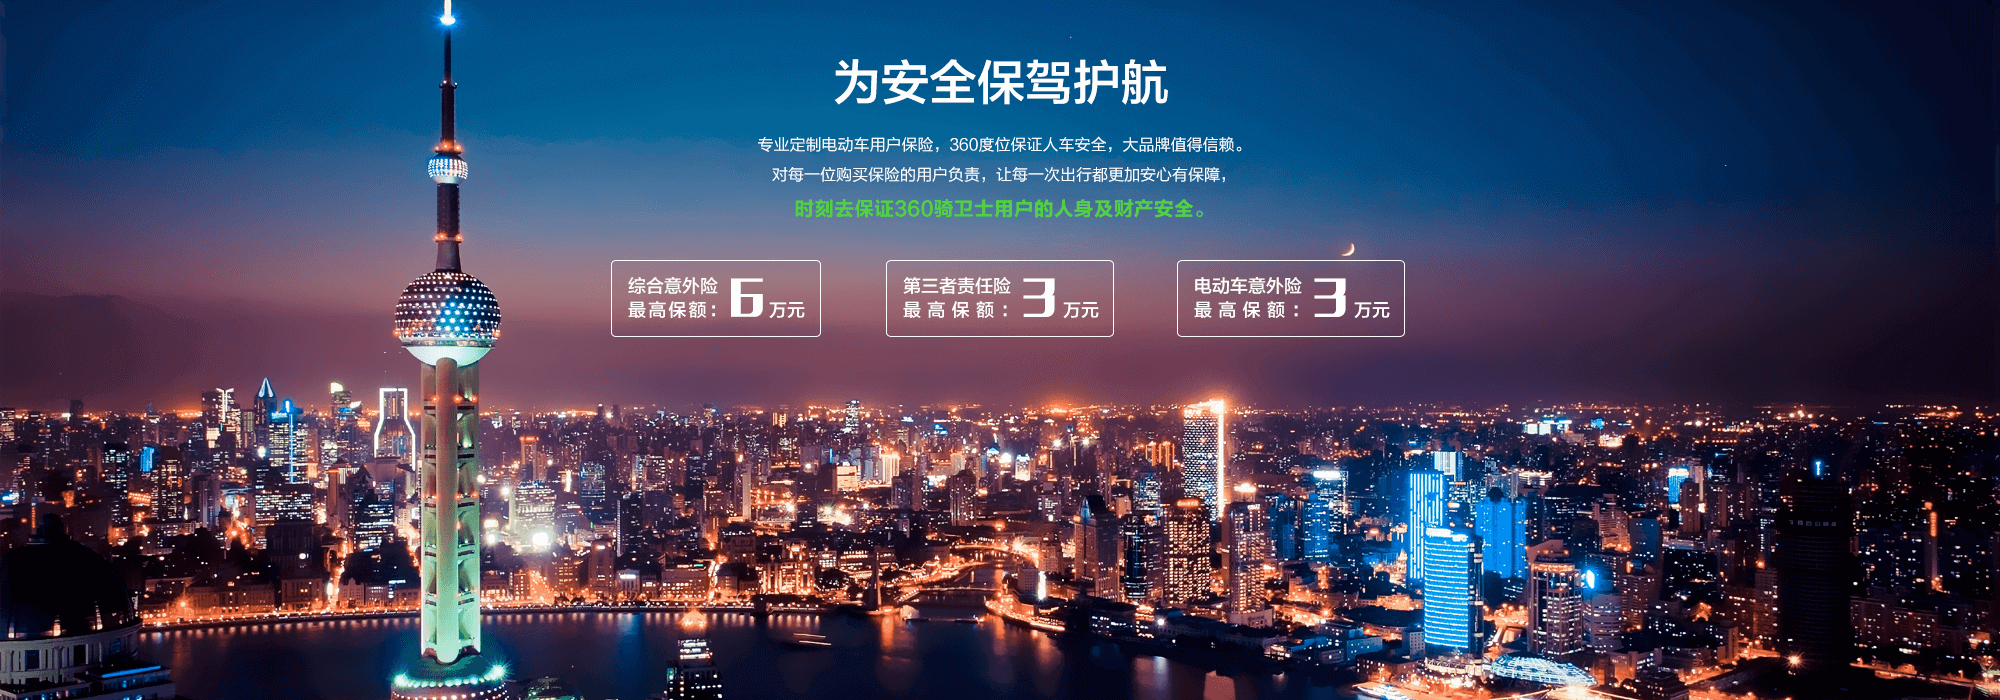 为安全保驾护航
专业定制电动车用户保险，360度位保证人车安全，大品牌值得信赖。
对每一位购买保险的用户负责，让每一次出行都更加安心有保障，
时刻去保证360骑卫士用户的人身及财产安全。
综合意外险
最高保额：6万元
第三者责任险
最高保额：3万元
电动车意外险
最高保额：3万元